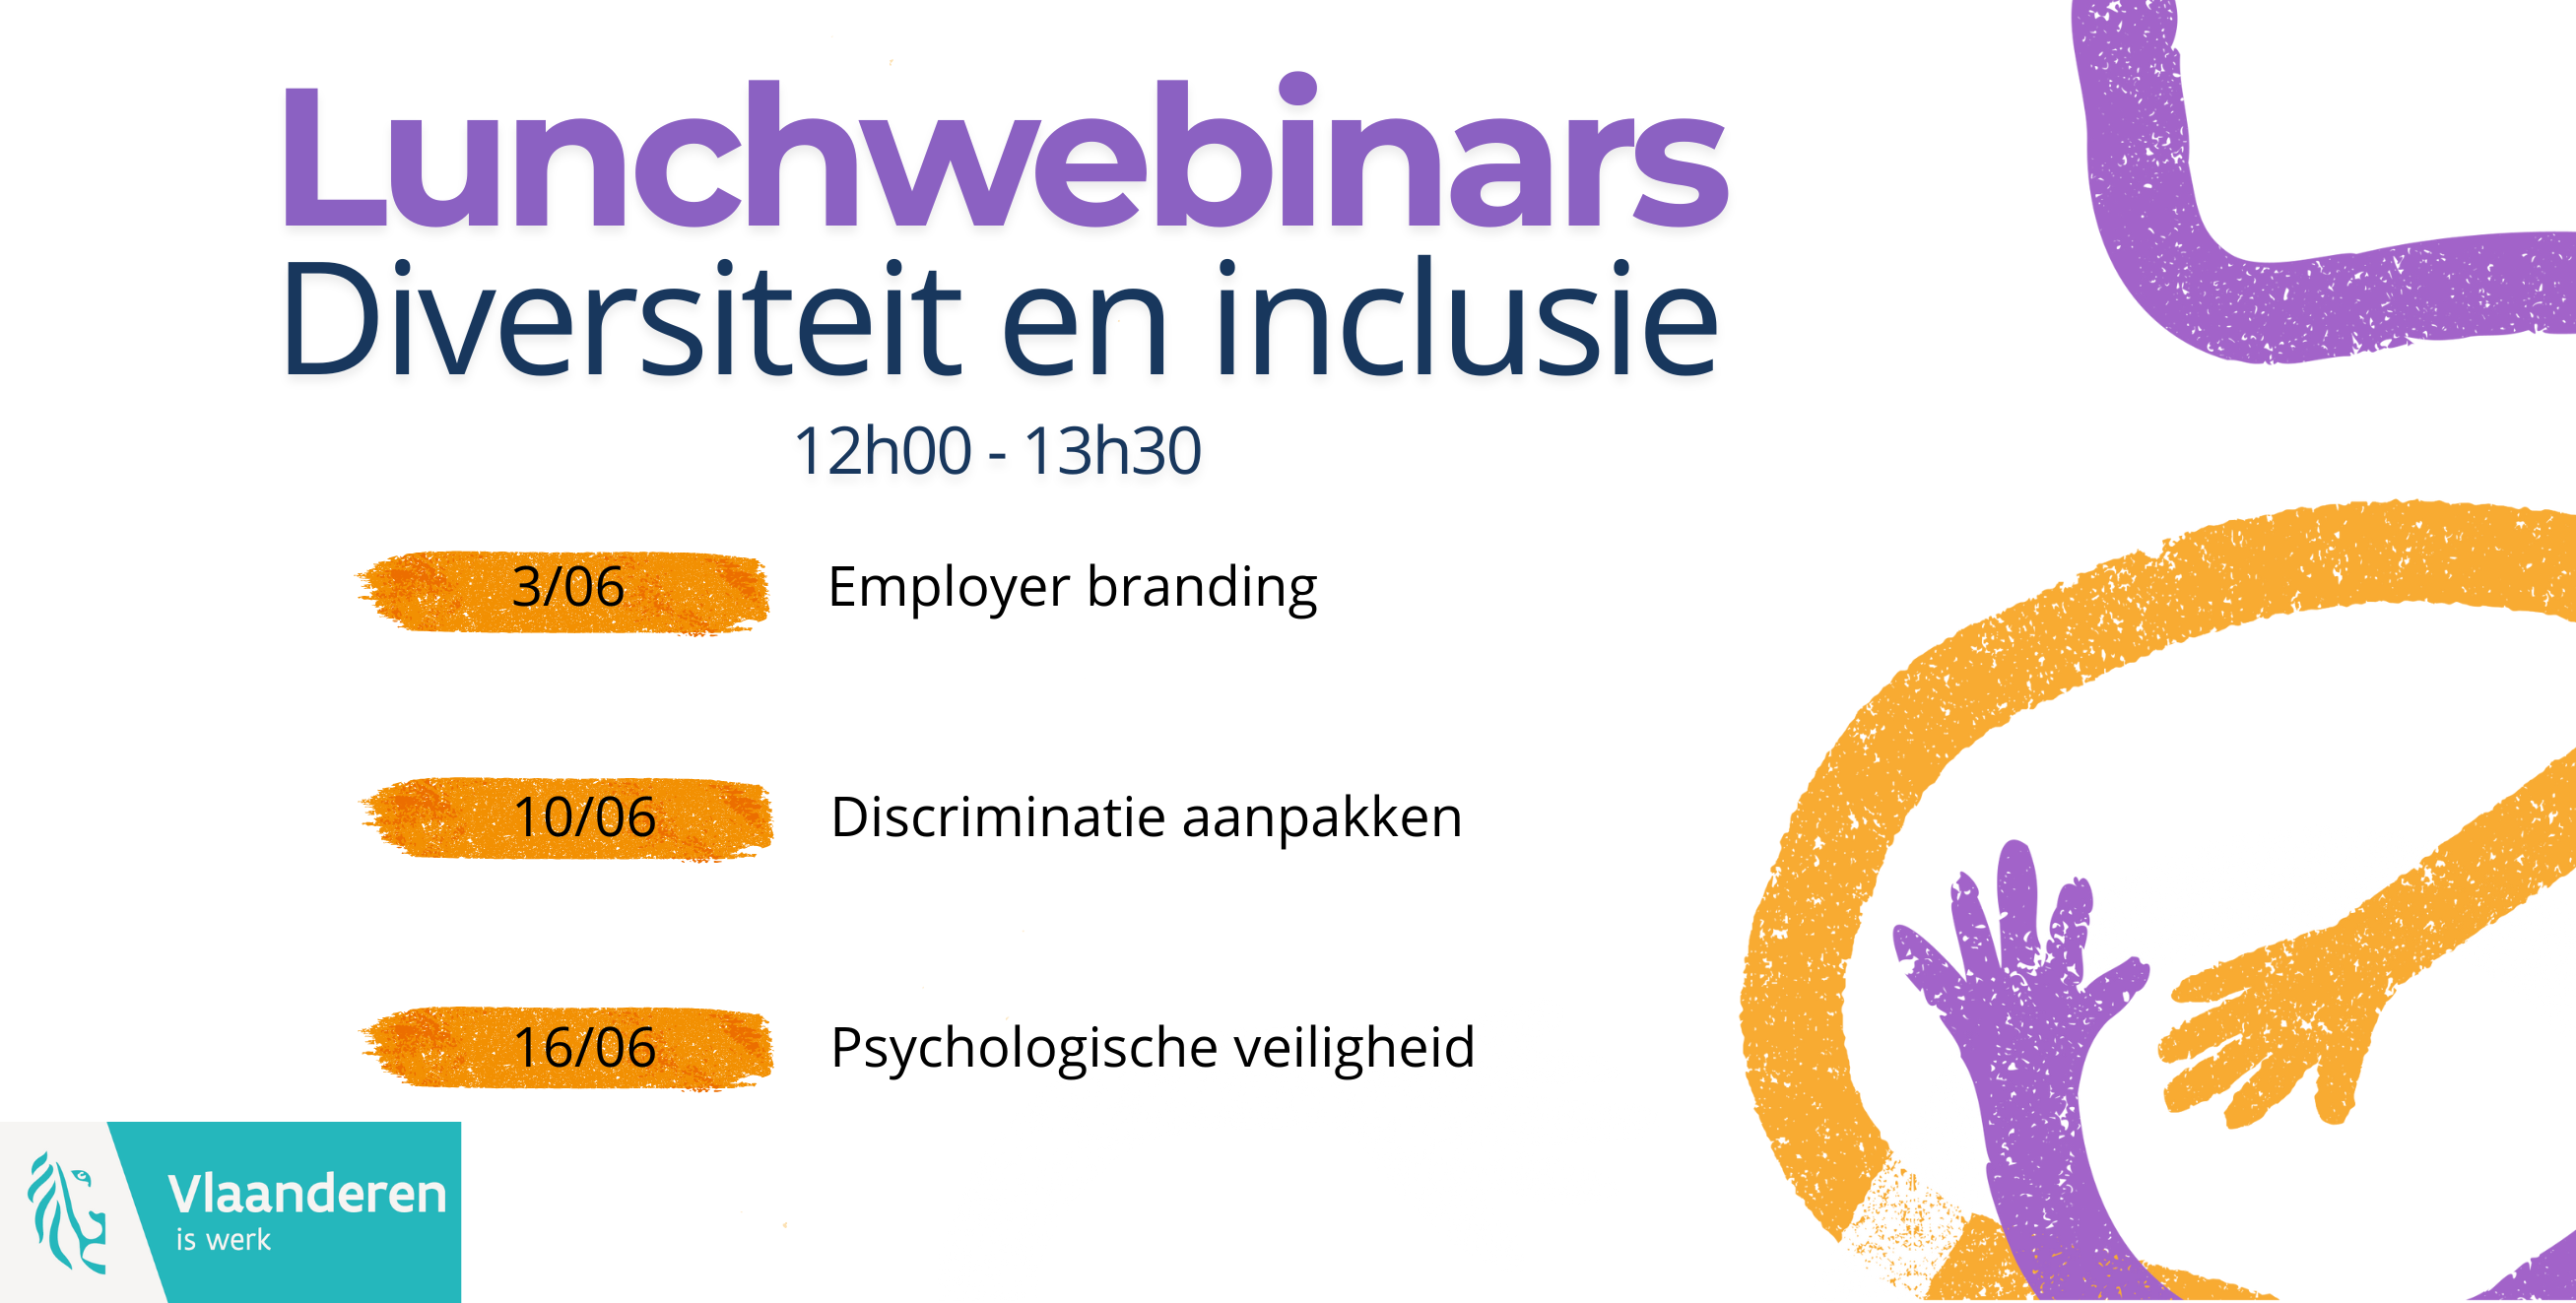 Lunchwebinars
Diversiteit en inclusie
12h00 - 13h30
3/06 Employer branding
10/06 Discriminatie aanpakken
16/06 Psychologische veiligheid
Vlaanderen
is werk